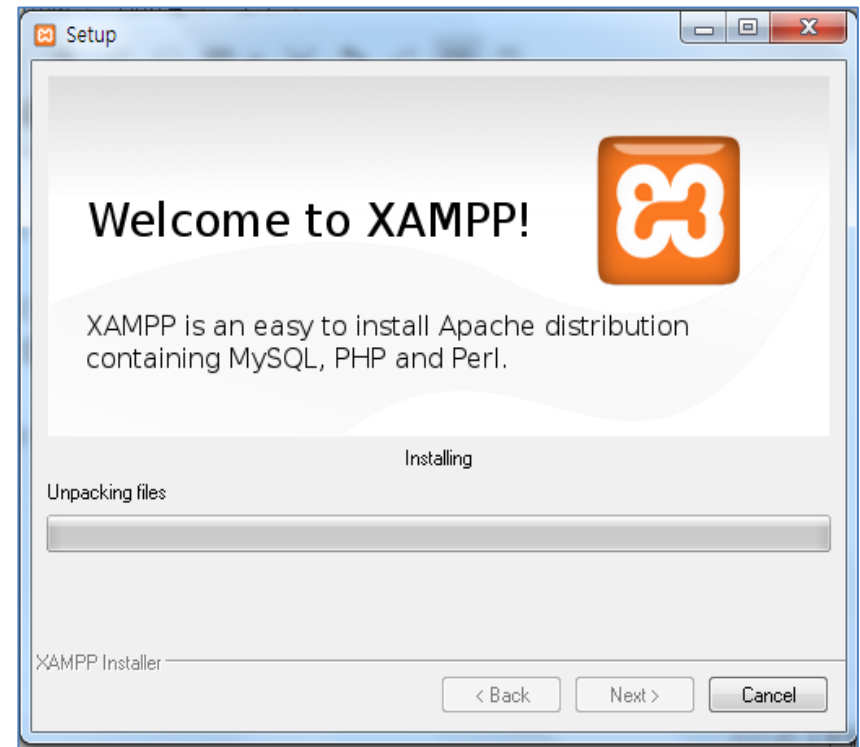 Setup
Welcome to XAMPP!
XAMPP is an easy to install Apache distribution
containing MySQL, PHP and Perl.
Installing
Unpacking files
XAMPP Installer
< Back
Next >
Cancel